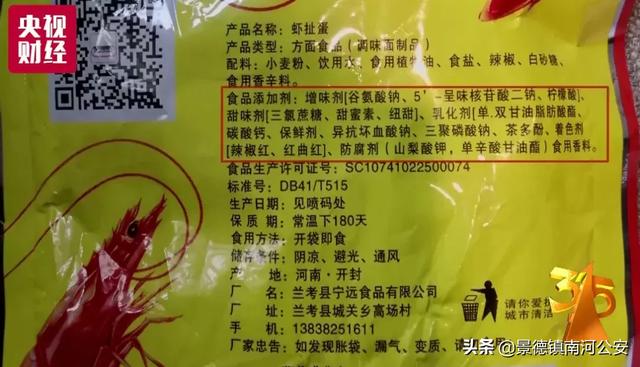 央视
财经
产品名称：虾扯蛋
产品类型：方面食品（调味面制品）
配料：小麦粉、饮用水、食用植物油、食盐、辣椒、白砂糖、
食用香辛料。
食品添加剂：增味剂[谷氨酸钠、5’-呈味核苷酸二钠、柠檬酸]、
甜味剂[三氯蔗糖、甜蜜素、纽甜]、乳化剂[单.双甘油脂肪酸酯、
碳酸钙、保鲜剂、异抗坏血酸钠、三聚磷酸钠、茶多酚、着色剂
[辣椒红、红曲红]、防腐剂（山梨酸钾，单辛酸甘油酯）食用香料。
食品生产许可证号：SC10741022500074
标准号：DB41/T515
生产日期：见喷码处
保 质 期：常温下180天
食用方法：开袋即食
储存条件：阴凉、避光、通风
产 地：河南·开封
厂 名：兰考县宁远食品有限公司
厂 址：兰考县城关乡高场村
手 机：13838251611
厂家忠告：如发现胀袋、漏气、变质、请
食用。
请你爱护
城市清洁
315
头条 @景德镇南河公安